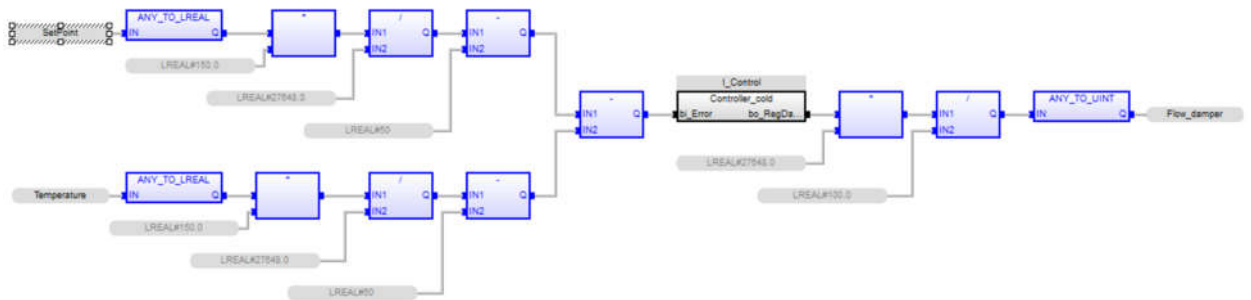 SetPoint
ANY_TO_LREAL
IN Q
LREAL#150.0
*
/
IN1 Q
IN2
LREAL#27648.0
-
IN1 Q
IN2
LREAL#50
Temperature
ANY_TO_LREAL
IN Q
LREAL#150.0
*
/
IN1 Q
IN2
LREAL#27648.0
-
IN1 Q
IN2
LREAL#50
-
IN1 Q
IN2
I_Control
Controller_cold
bi_Error bo_RegDa...
*
LREAL#27648.0
/
IN1 Q
IN2
LREAL#100.0
ANY_TO_UINT
IN Q
Flow_damper